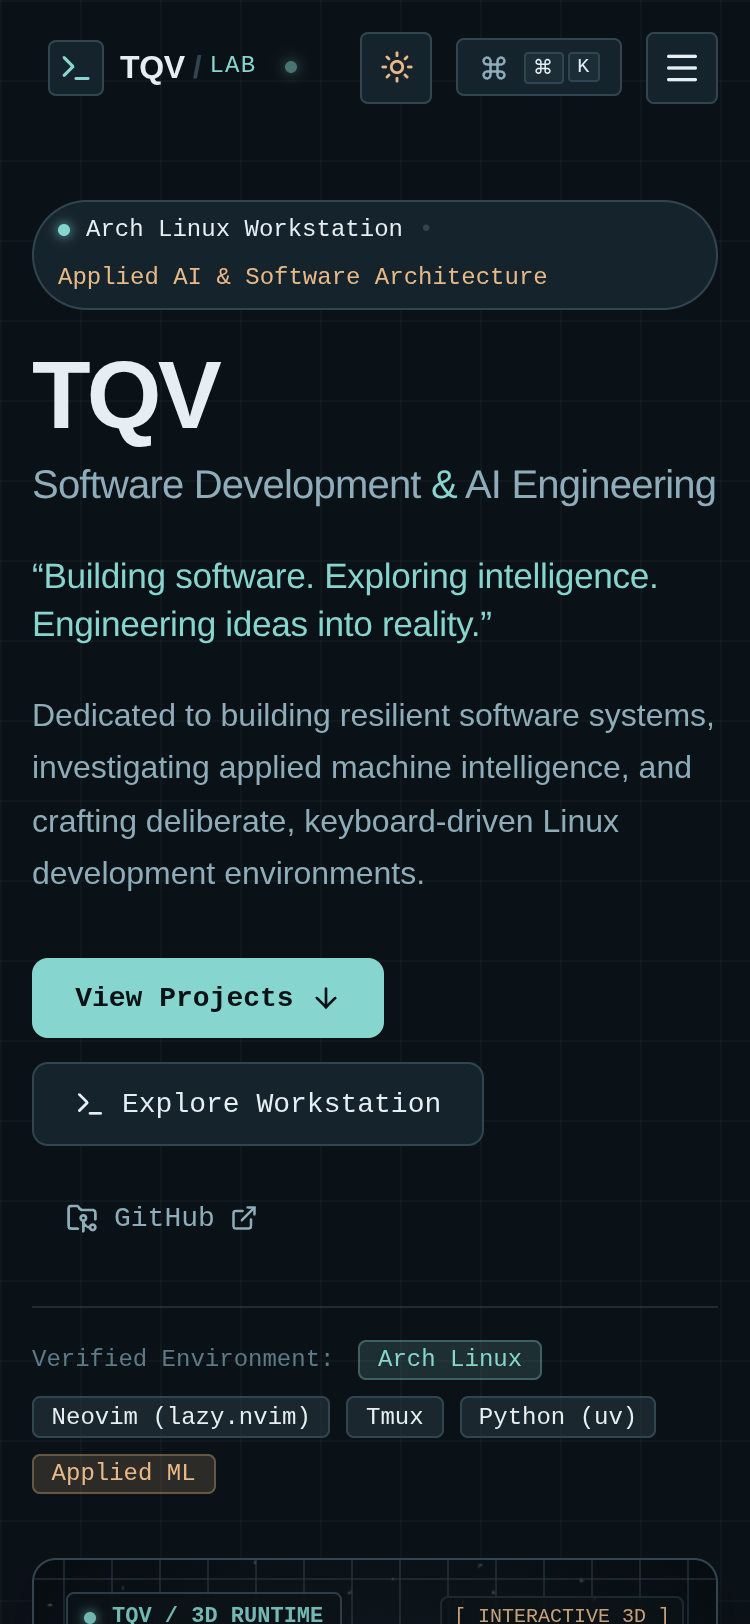 TQV / LAB ⌘ K
Arch Linux Workstation •
Applied AI & Software Architecture
TQV
Software Development & AI Engineering
“Building software. Exploring intelligence.
Engineering ideas into reality.”
Dedicated to building resilient software systems,
investigating applied machine intelligence, and
crafting deliberate, keyboard-driven Linux
development environments.
View Projects ↓
Explore Workstation
GitHub
Verified Environment: Arch Linux
Neovim (lazy.nvim) Tmux Python (uv)
Applied ML
TQV / 3D RUNTIME [ INTERACTIVE 3D ]